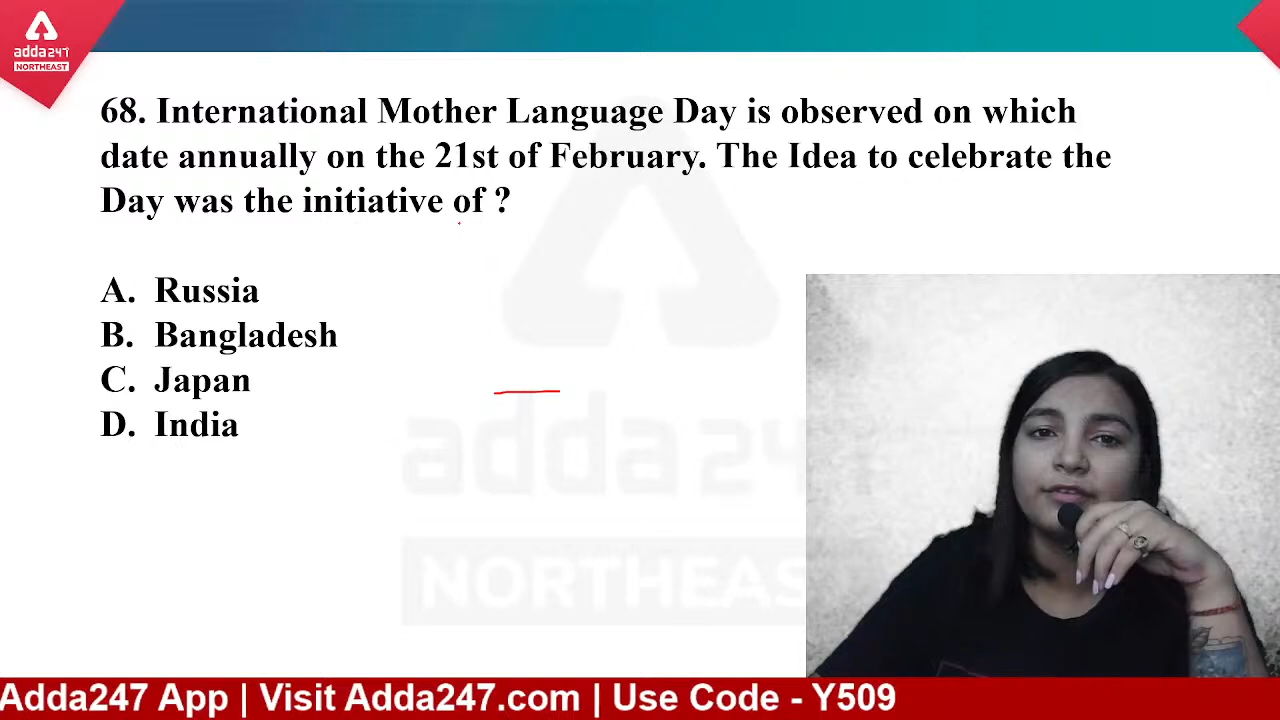 adda247
NORTHEAST
68. International Mother Language Day is observed on which
date annually on the 21st of February. The Idea to celebrate the
Day was the initiative of ?
A. Russia
B. Bangladesh
C. Japan
D. India
adda247
NORTHEAST
Adda247 App | Visit Adda247.com | Use Code - Y509